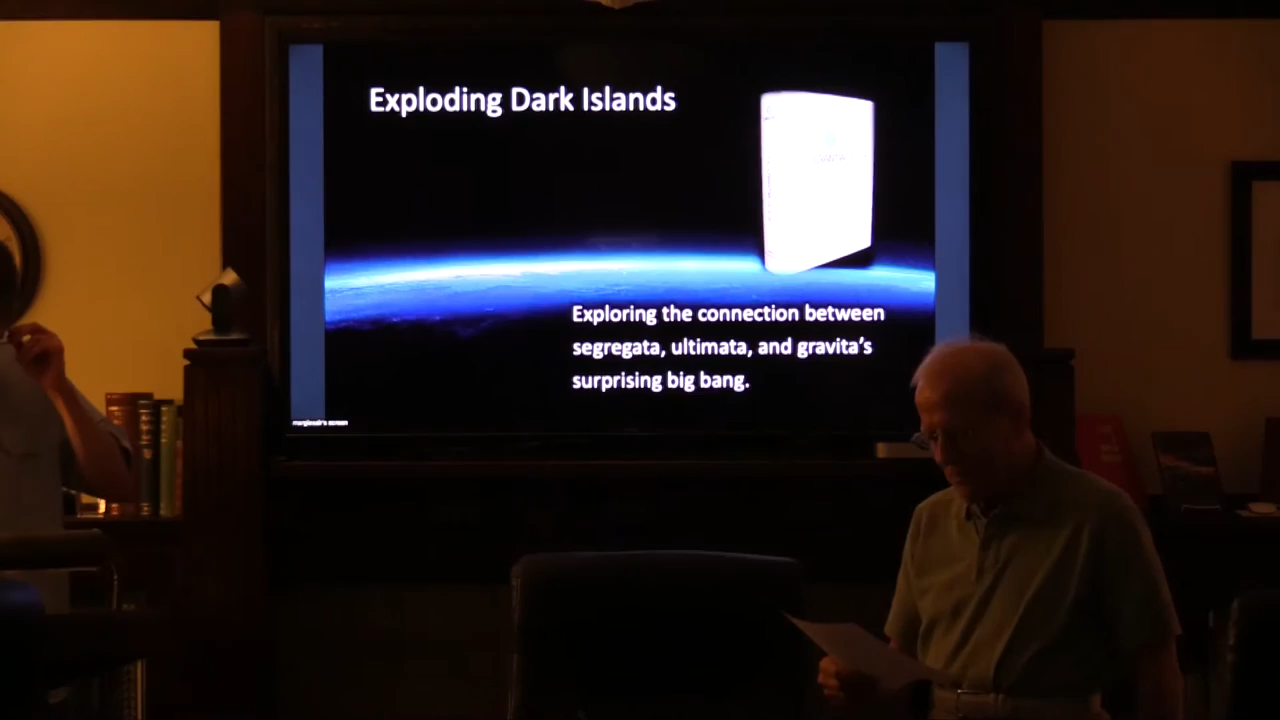 Exploding Dark Islands
Exploring the connection between
segregata, ultimata, and gravita's
surprising big bang.